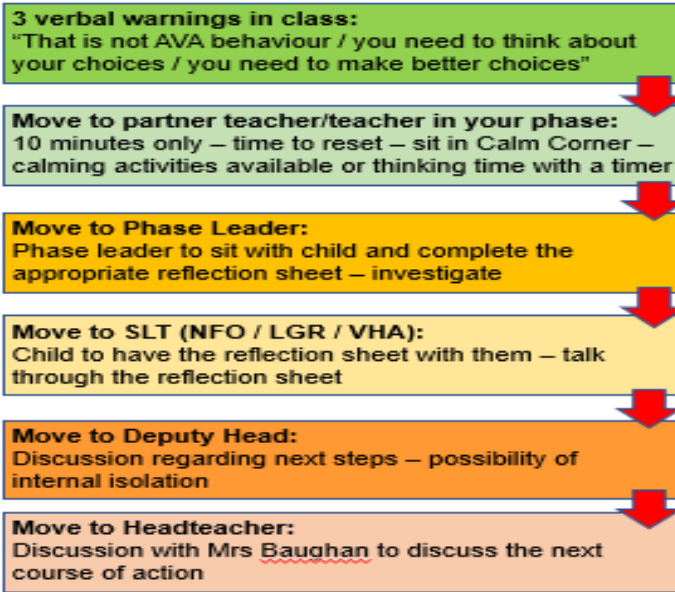 3 verbal warnings in class:
“That is not AVA behaviour / you need to think about
your choices / you need to make better choices”
Move to partner teacher/teacher in your phase:
10 minutes only – time to reset – sit in Calm Corner –
calming activities available or thinking time with a timer
Move to Phase Leader:
Phase leader to sit with child and complete the
appropriate reflection sheet – investigate
Move to SLT (NFO / LGR / VHA):
Child to have the reflection sheet with them – talk
through the reflection sheet
Move to Deputy Head:
Discussion regarding next steps – possibility of
internal isolation
Move to Headteacher:
Discussion with Mrs Baughan to discuss the next
course of action